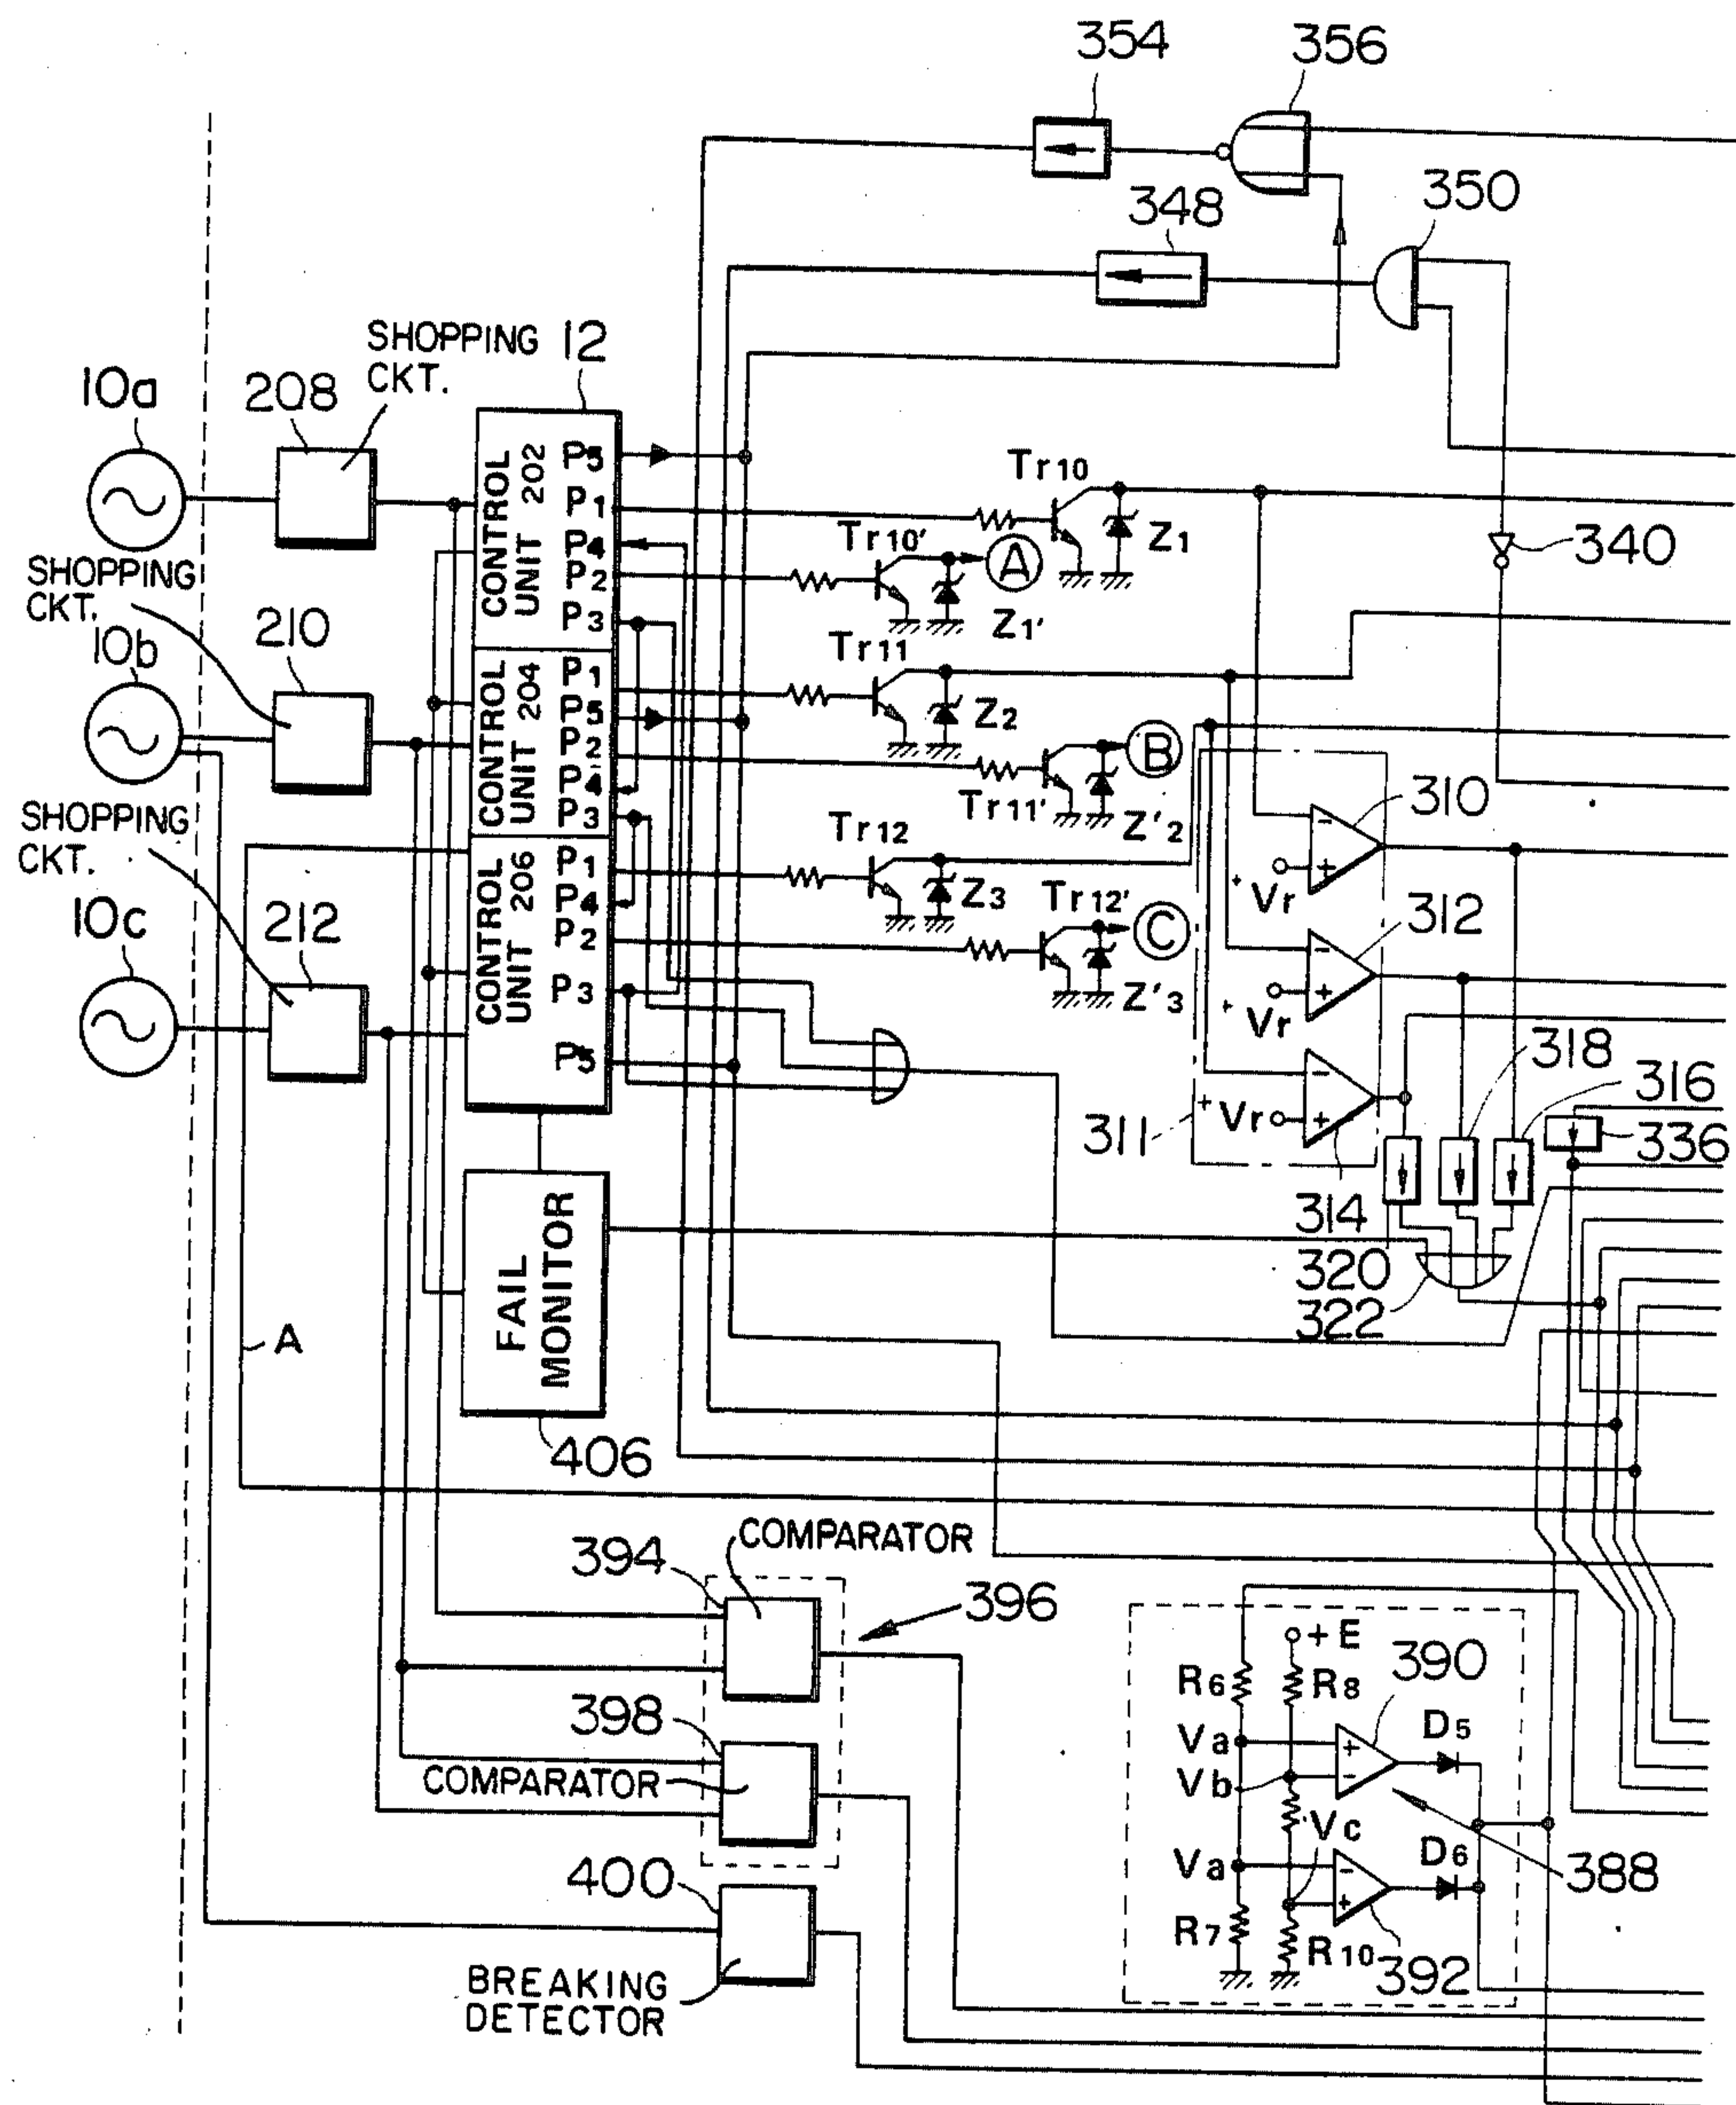 354
356
348
350
SHOPPING
CKT.
12
10a
208
CONTROL
UNIT 202
P5
P1
P4
P2
P3
Tr10
Z1
Tr10'
A
Z1'
340
SHOPPING
CKT.
10b
210
CONTROL
UNIT 204
P1
P5
P2
P4
P3
Tr11
Z2
B
Tr11'
Z'2
310
SHOPPING
CKT.
10c
212
CONTROL
UNIT 206
P1
P4
P2
P3
P5
Tr12
Z3
Tr12'
C
Z'3
-
+
+
Vr
312
-
+
+
Vr
311
-
+
+
Vr
318
316
336
314
320
322
FAIL
MONITOR
406
A
COMPARATOR
394
396
398
COMPARATOR
400
BREAKING
DETECTOR
+E
R6
R8
390
Va
+
-
D5
Vb
Vc
388
Va
-
+
D6
R7
R10
392